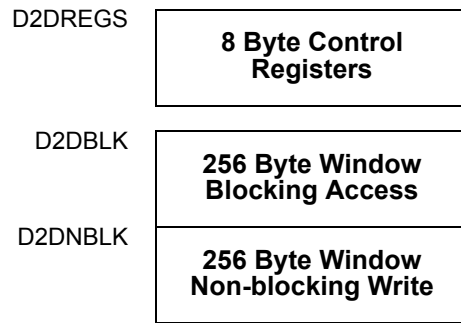 D2DREGS
8 Byte Control
Registers
D2DBLK
256 Byte Window
Blocking Access
D2DNBLK
256 Byte Window
Non-blocking Write